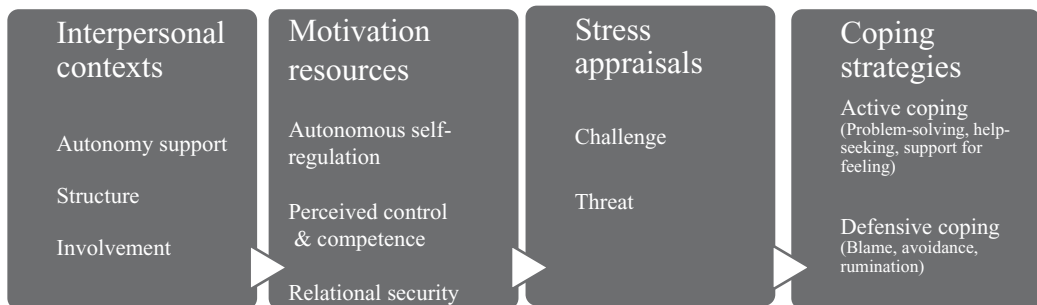 Interpersonal
contexts
Autonomy support
Structure
Involvement
Motivation
resources
Autonomous self-
regulation
Perceived control
& competence
Relational security
Stress
appraisals
Challenge
Threat
Coping
strategies
Active coping
(Problem-solving, help-
seeking, support for
feeling)
Defensive coping
(Blame, avoidance,
rumination)